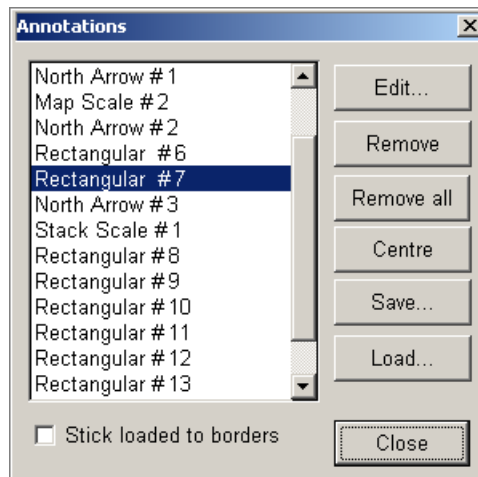 Annotations
North Arrow #1
Map Scale #2
North Arrow #2
Rectangular #6
Rectangular #7
North Arrow #3
Stack Scale #1
Rectangular #8
Rectangular #9
Rectangular #10
Rectangular #11
Rectangular #12
Rectangular #13
Edit...
Remove
Remove all
Centre
Save...
Load...
Stick loaded to borders
Close